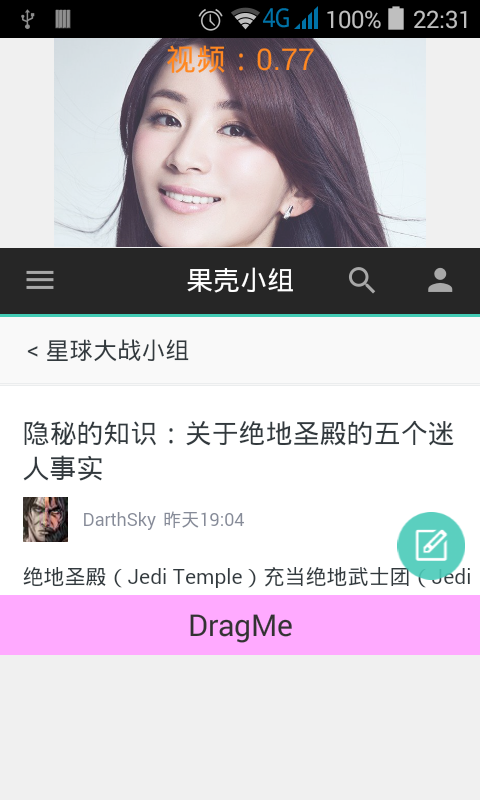 4G 100% 22:31
视频：0.77
果壳小组
< 星球大战小组
隐秘的知识：关于绝地圣殿的五个迷
人事实
DarthSky 昨天19:04
绝地圣殿（Jedi Temple）充当绝地武士团（Jedi
DragMe